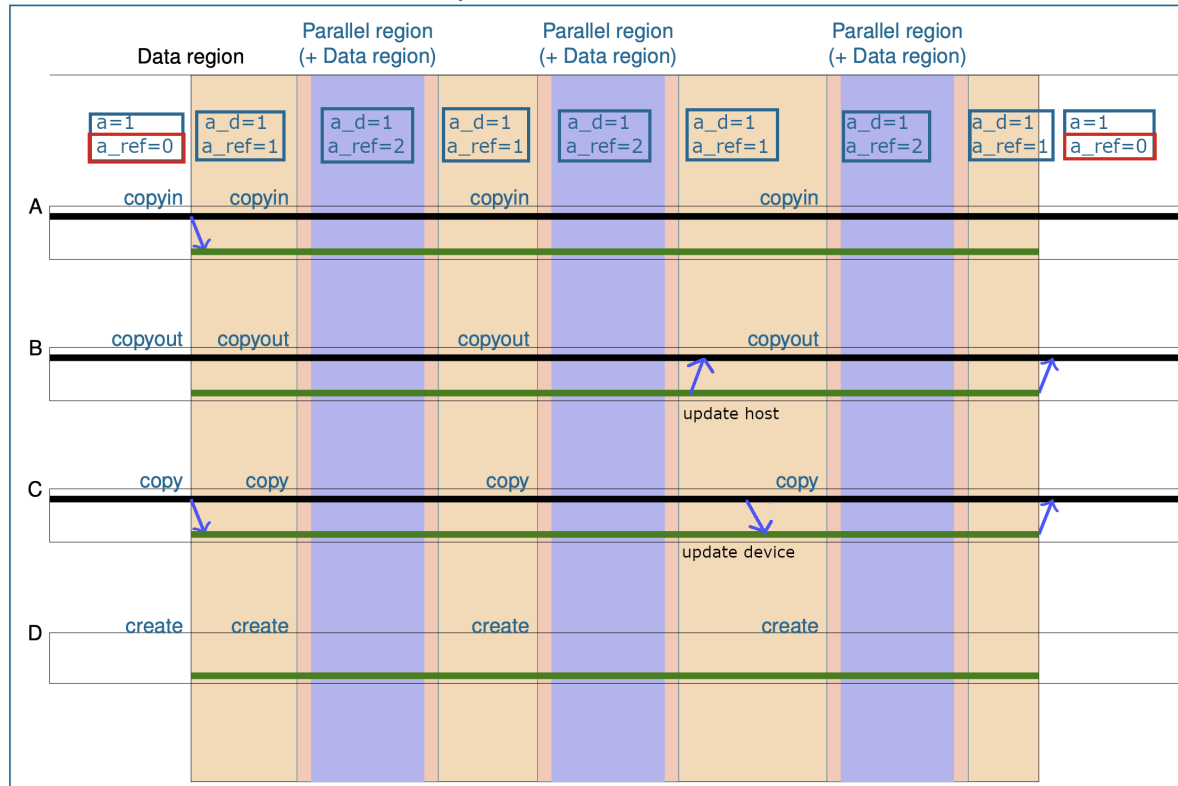 Parallel region
(+ Data region)
Parallel region
(+ Data region)
Parallel region
(+ Data region)
Data region
a=1
a_ref=0
a_d=1
a_ref=1
a_d=1
a_ref=2
a_d=1
a_ref=1
a_d=1
a_ref=2
a_d=1
a_ref=1
a_d=1
a_ref=2
a_d=1
a_ref=1
a=1
a_ref=0
A
copyin
copyin
copyin
copyin
B
copyout
copyout
copyout
copyout
update host
C
copy
copy
copy
copy
update device
D
create
create
create
create